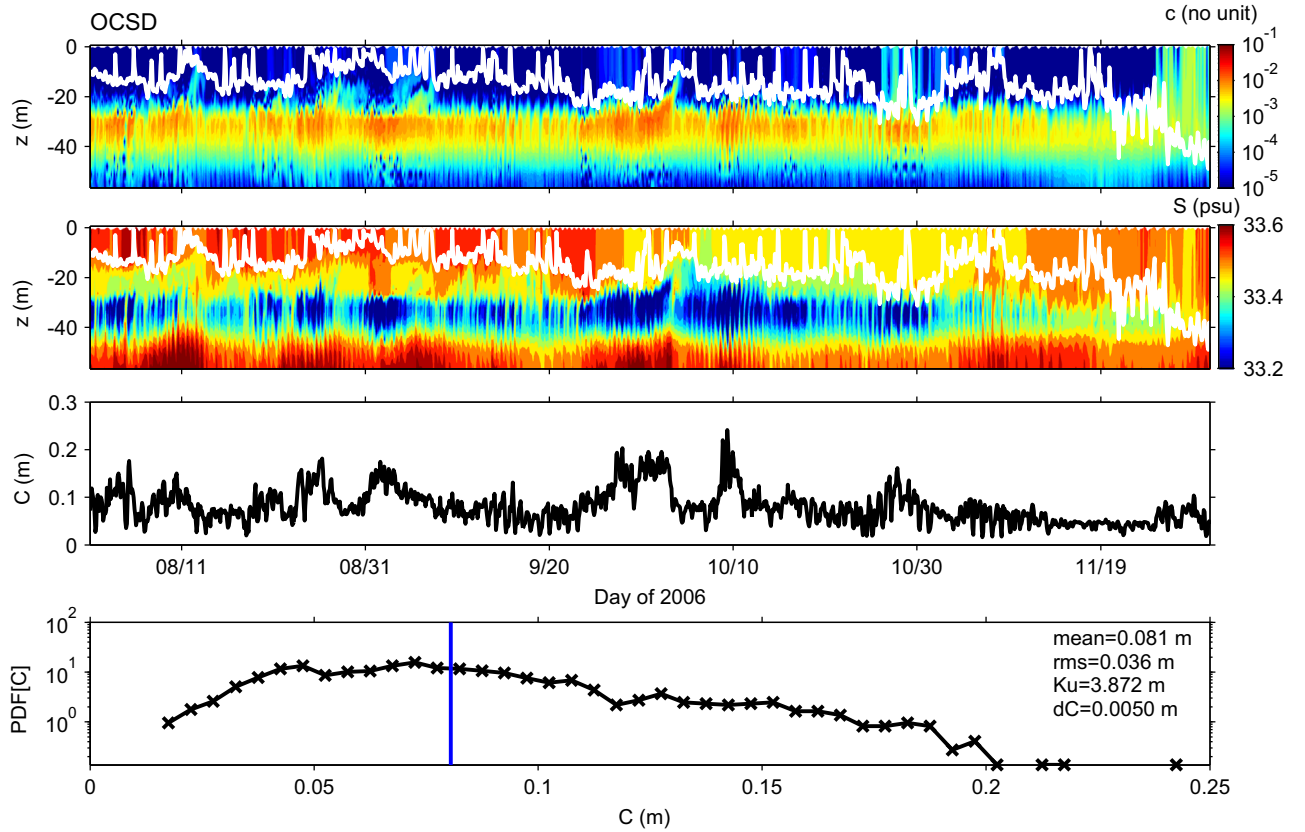 OCSD
c (no unit)
0
-20
-40
z (m)
10^-1
10^-2
10^-3
10^-4
10^-5
S (psu)
0
-20
-40
z (m)
33.6
33.4
33.2
0.3
0.2
0.1
0
C (m)
08/11 08/31 9/20 10/10 10/30 11/19
Day of 2006
10^2
10^1
10^0
PDF[C]
mean=0.081 m
rms=0.036 m
Ku=3.872 m
dC=0.0050 m
0 0.05 0.1 0.15 0.2 0.25
C (m)